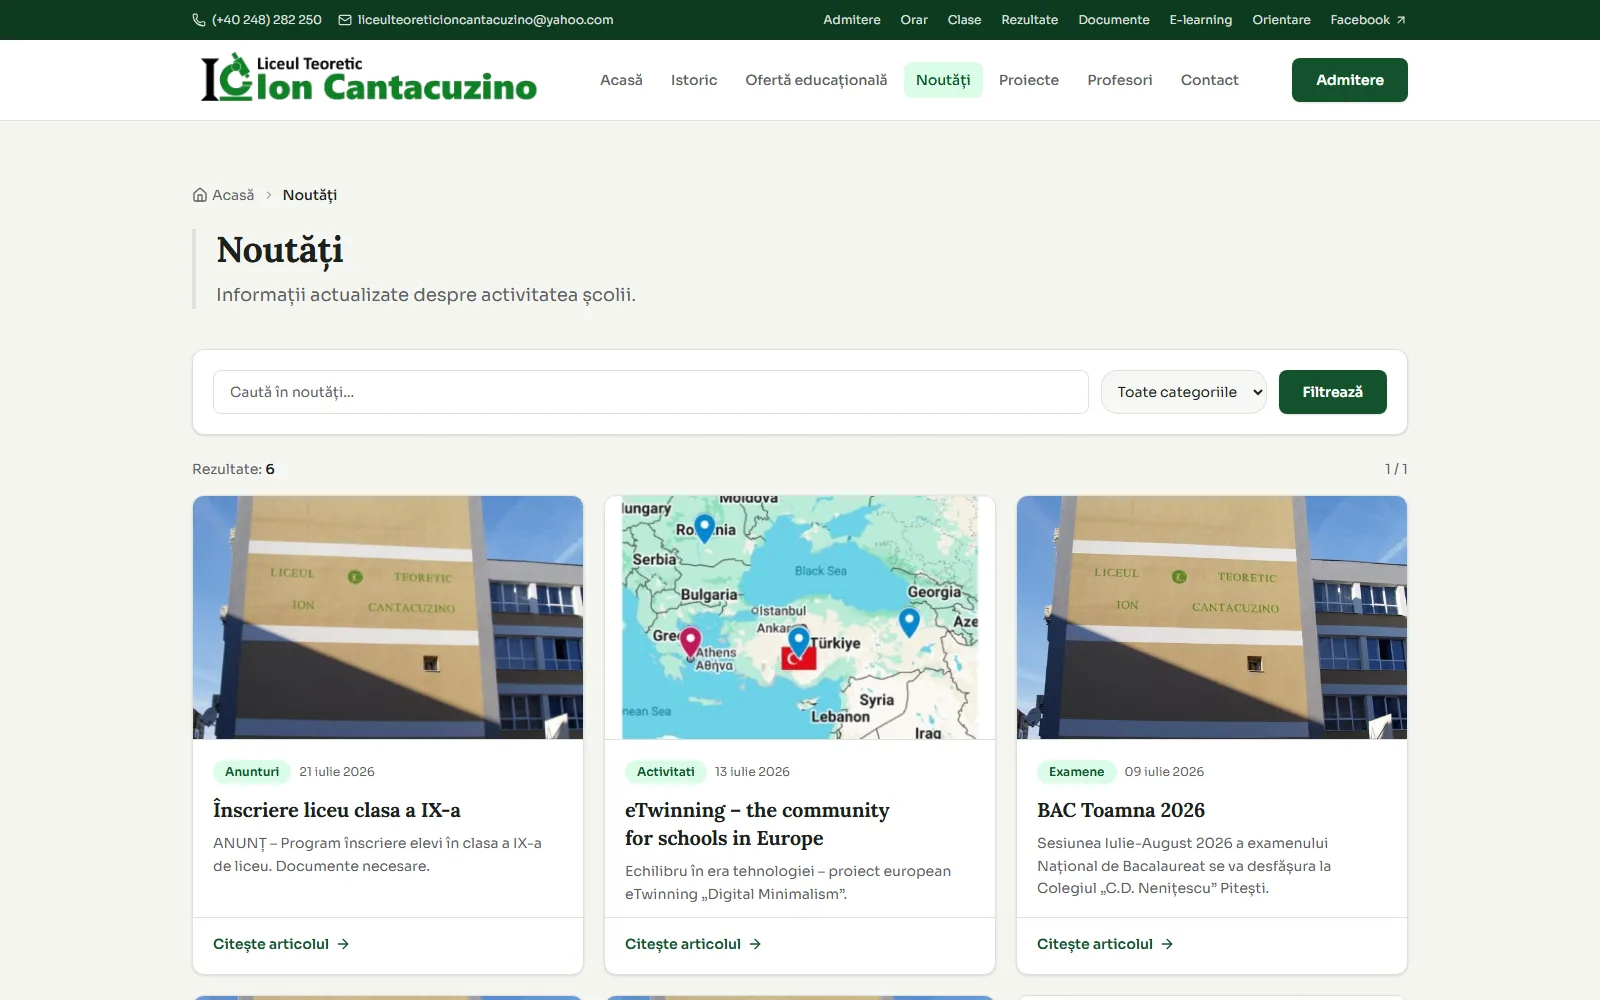 (+40 248) 282 250
liceulteoreticioncantacuzino@yahoo.com
Admitere
Orar
Clase
Rezultate
Documente
E-learning
Orientare
Facebook
Liceul Teoretic
Ion Cantacuzino
Acasă
Istoric
Ofertă educațională
Noutăți
Proiecte
Profesori
Contact
Admitere
Acasă
Noutăți
Noutăți
Informații actualizate despre activitatea școlii.
Caută în noutăți...
Toate categoriile
Filtrează
Rezultate: 6
1 / 1
LICEUL TEORETIC
ION CANTACUZINO
Anunturi
21 iulie 2026
Înscriere liceu clasa a IX-a
ANUNȚ – Program înscriere elevi în clasa a IX-a
de liceu. Documente necesare.
Citește articolul
Moldova
Hungary
Romania
Serbia
Black Sea
Bulgaria
Georgia
Istanbul
Ankara
Aze
Gre
Türkiye
Athens
Αθήνα
Syria
nean Sea
Lebanon
Iraq
Activitati
13 iulie 2026
eTwinning – the community
for schools in Europe
Echilibru în era tehnologiei – proiect european
eTwinning „Digital Minimalism”.
Citește articolul
LICEUL TEORETIC
ION CANTACUZINO
Examene
09 iulie 2026
BAC Toamna 2026
Sesiunea Iulie-August 2026 a examenului
Național de Bacalaureat se va desfășura la
Colegiul „C.D. Nenițescu” Pitești.
Citește articolul